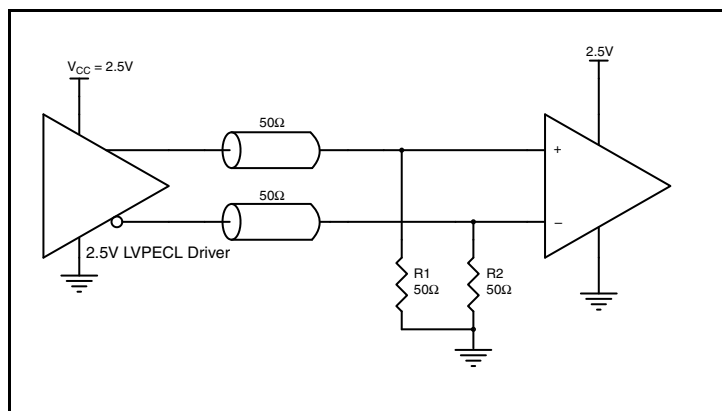 V_CC = 2.5V
2.5V
50Ω
+
50Ω
−
2.5V LVPECL Driver
R1
50Ω
R2
50Ω